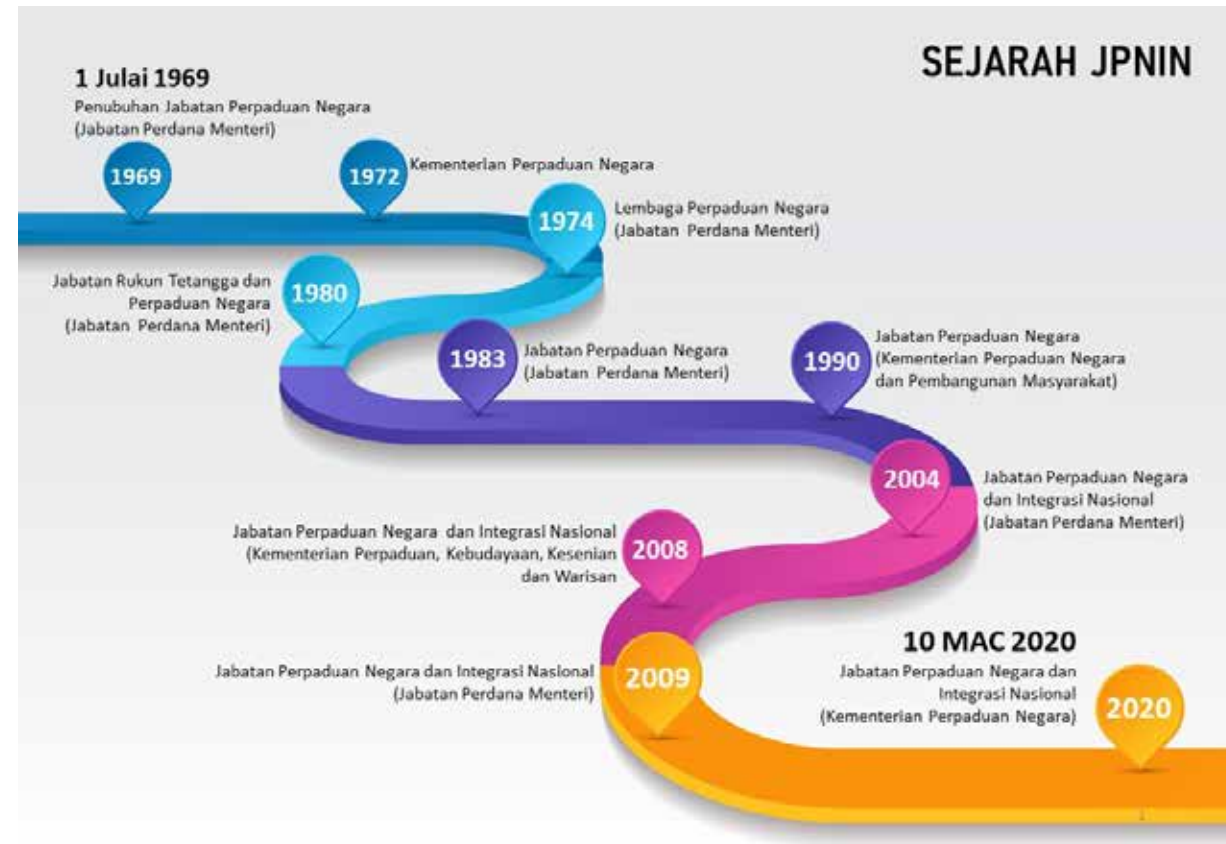 SEJARAH JPNIN
1 Julai 1969
Penubuhan Jabatan Perpaduan Negara
(Jabatan Perdana Menteri)
1969
1972
Kementerian Perpaduan Negara
1974
Lembaga Perpaduan Negara
(Jabatan Perdana Menteri)
Jabatan Rukun Tetangga dan
Perpaduan Negara
(Jabatan Perdana Menteri)
1980
1983
Jabatan Perpaduan Negara
(Jabatan Perdana Menteri)
1990
Jabatan Perpaduan Negara
(Kementerian Perpaduan Negara
dan Pembangunan Masyarakat)
2004
Jabatan Perpaduan Negara
dan Integrasi Nasional
(Jabatan Perdana Menteri)
Jabatan Perpaduan Negara dan Integrasi Nasional
(Kementerian Perpaduan, Kebudayaan, Kesenian
dan Warisan
2008
Jabatan Perpaduan Negara dan Integrasi Nasional
(Jabatan Perdana Menteri)
2009
10 MAC 2020
Jabatan Perpaduan Negara dan
Integrasi Nasional
(Kementerian Perpaduan Negara)
2020